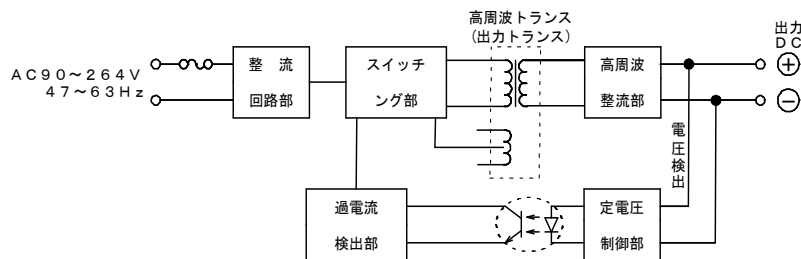 高周波トランス
(出力トランス)
出力
DC
AC90～264V
47～63Hz
整　流
回路部
スイッチ
ング部
高周波
整流部
＋
－
電圧検出
過電流
検出部
定電圧
制御部